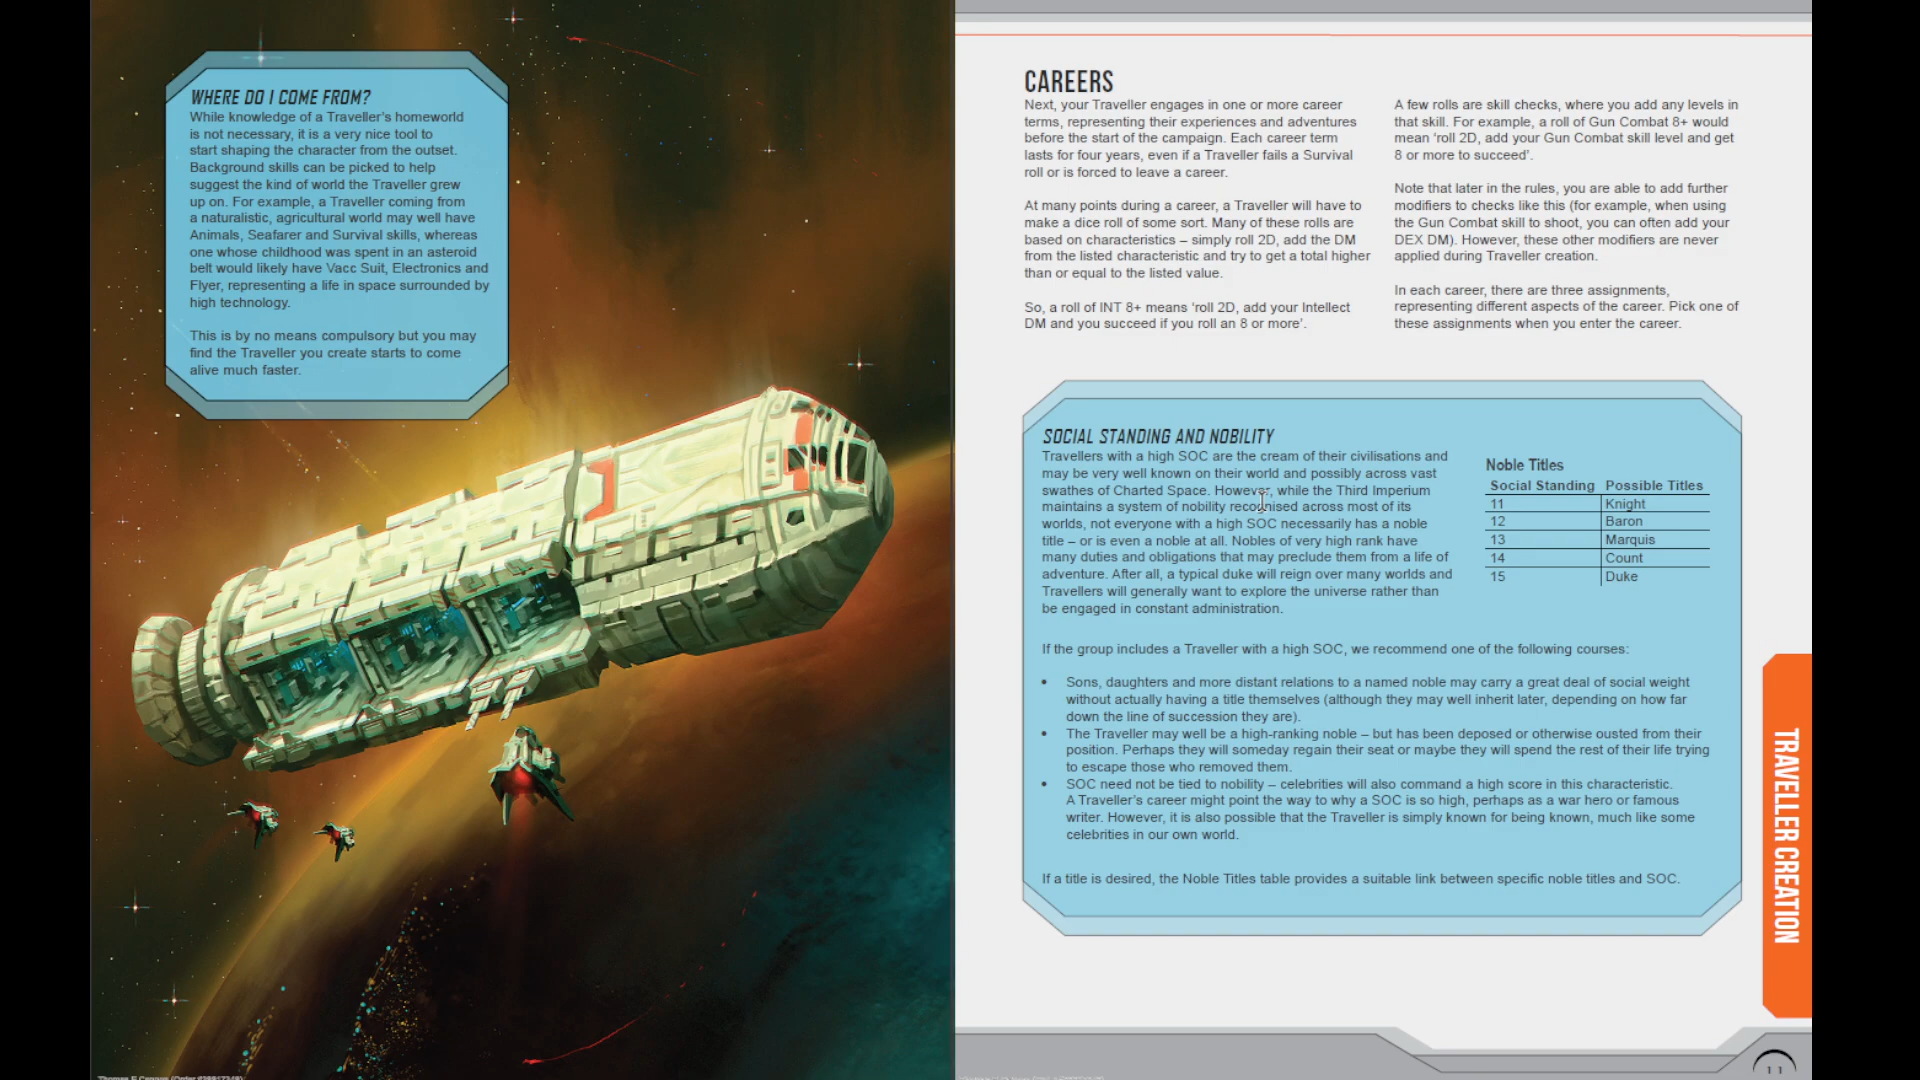 WHERE DO I COME FROM?
While knowledge of a Traveller's homeworld
is not necessary, it is a very nice tool to
start shaping the character from the outset.
Background skills can be picked to help
suggest the kind of world the Traveller grew
up on. For example, a Traveller coming from
a naturalistic, agricultural world may well have
Animals, Seafarer and Survival skills, whereas
one whose childhood was spent in an asteroid
belt would likely have Vacc Suit, Electronics and
Flyer, representing a life in space surrounded by
high technology.
This is by no means compulsory but you may
find the Traveller you create starts to come
alive much faster.
CAREERS
Next, your Traveller engages in one or more career
terms, representing their experiences and adventures
before the start of the campaign. Each career term
lasts for four years, even if a Traveller fails a Survival
roll or is forced to leave a career.
At many points during a career, a Traveller will have to
make a dice roll of some sort. Many of these rolls are
based on characteristics – simply roll 2D, add the DM
from the listed characteristic and try to get a total higher
than or equal to the listed value.
So, a roll of INT 8+ means ‘roll 2D, add your Intellect
DM and you succeed if you roll an 8 or more’.
A few rolls are skill checks, where you add any levels in
that skill. For example, a roll of Gun Combat 8+ would
mean ‘roll 2D, add your Gun Combat skill level and get
8 or more to succeed’.
Note that later in the rules, you are able to add further
modifiers to checks like this (for example, when using
the Gun Combat skill to shoot, you can often add your
DEX DM). However, these other modifiers are never
applied during Traveller creation.
In each career, there are three assignments,
representing different aspects of the career. Pick one of
these assignments when you enter the career.
SOCIAL STANDING AND NOBILITY
Travellers with a high SOC are the cream of their civilisations and
may be very well known on their world and possibly across vast
swathes of Charted Space. However, while the Third Imperium
maintains a system of nobility recognised across most of its
worlds, not everyone with a high SOC necessarily has a noble
title – or is even a noble at all. Nobles of very high rank have
many duties and obligations that may preclude them from a life of
adventure. After all, a typical duke will reign over many worlds and
Travellers will generally want to explore the universe rather than
be engaged in constant administration.
Noble Titles
Social Standing Possible Titles
11 Knight
12 Baron
13 Marquis
14 Count
15 Duke
If the group includes a Traveller with a high SOC, we recommend one of the following courses:
• Sons, daughters and more distant relations to a named noble may carry a great deal of social weight
without actually having a title themselves (although they may well inherit later, depending on how far
down the line of succession they are).
• The Traveller may well be a high-ranking noble – but has been deposed or otherwise ousted from their
position. Perhaps they will someday regain their seat or maybe they will spend the rest of their life trying
to escape those who removed them.
• SOC need not be tied to nobility – celebrities will also command a high score in this characteristic.
A Traveller's career might point the way to why a SOC is so high, perhaps as a war hero or famous
writer. However, it is also possible that the Traveller is simply known for being known, much like some
celebrities in our own world.
If a title is desired, the Noble Titles table provides a suitable link between specific noble titles and SOC.
TRAVELLER CREATION
11